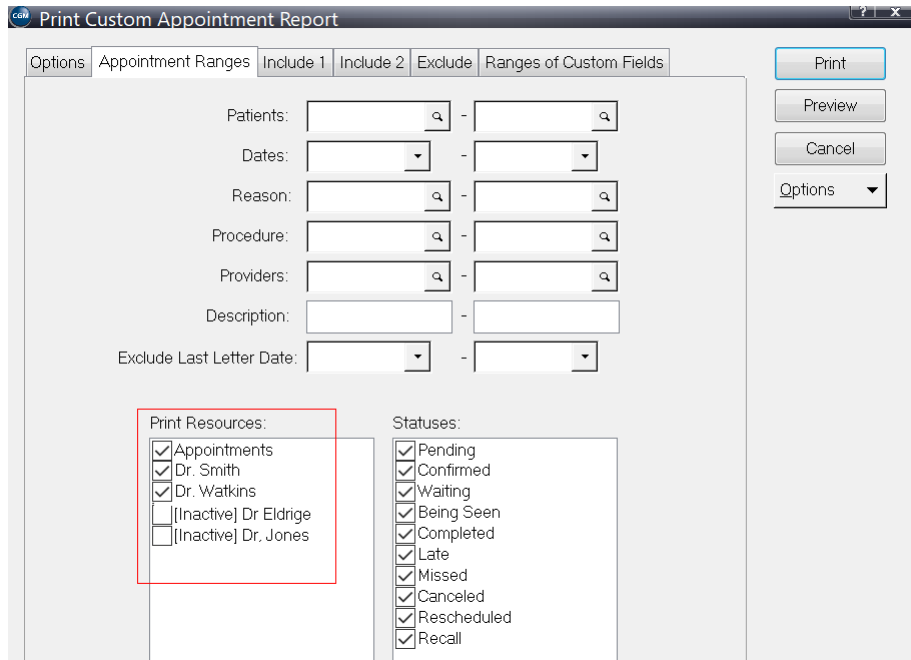 CGM Print Custom Appointment Report ? x
Options Appointment Ranges Include 1 Include 2 Exclude Ranges of Custom Fields
Print
Patients: -
Preview
Dates: -
Cancel
Reason: -
Options
Procedure: -
Providers: -
Description: -
Exclude Last Letter Date: -
Print Resources:
Appointments
Dr. Smith
Dr. Watkins
[Inactive] Dr Eldrige
[Inactive] Dr, Jones
Statuses:
Pending
Confirmed
Waiting
Being Seen
Completed
Late
Missed
Canceled
Rescheduled
Recall